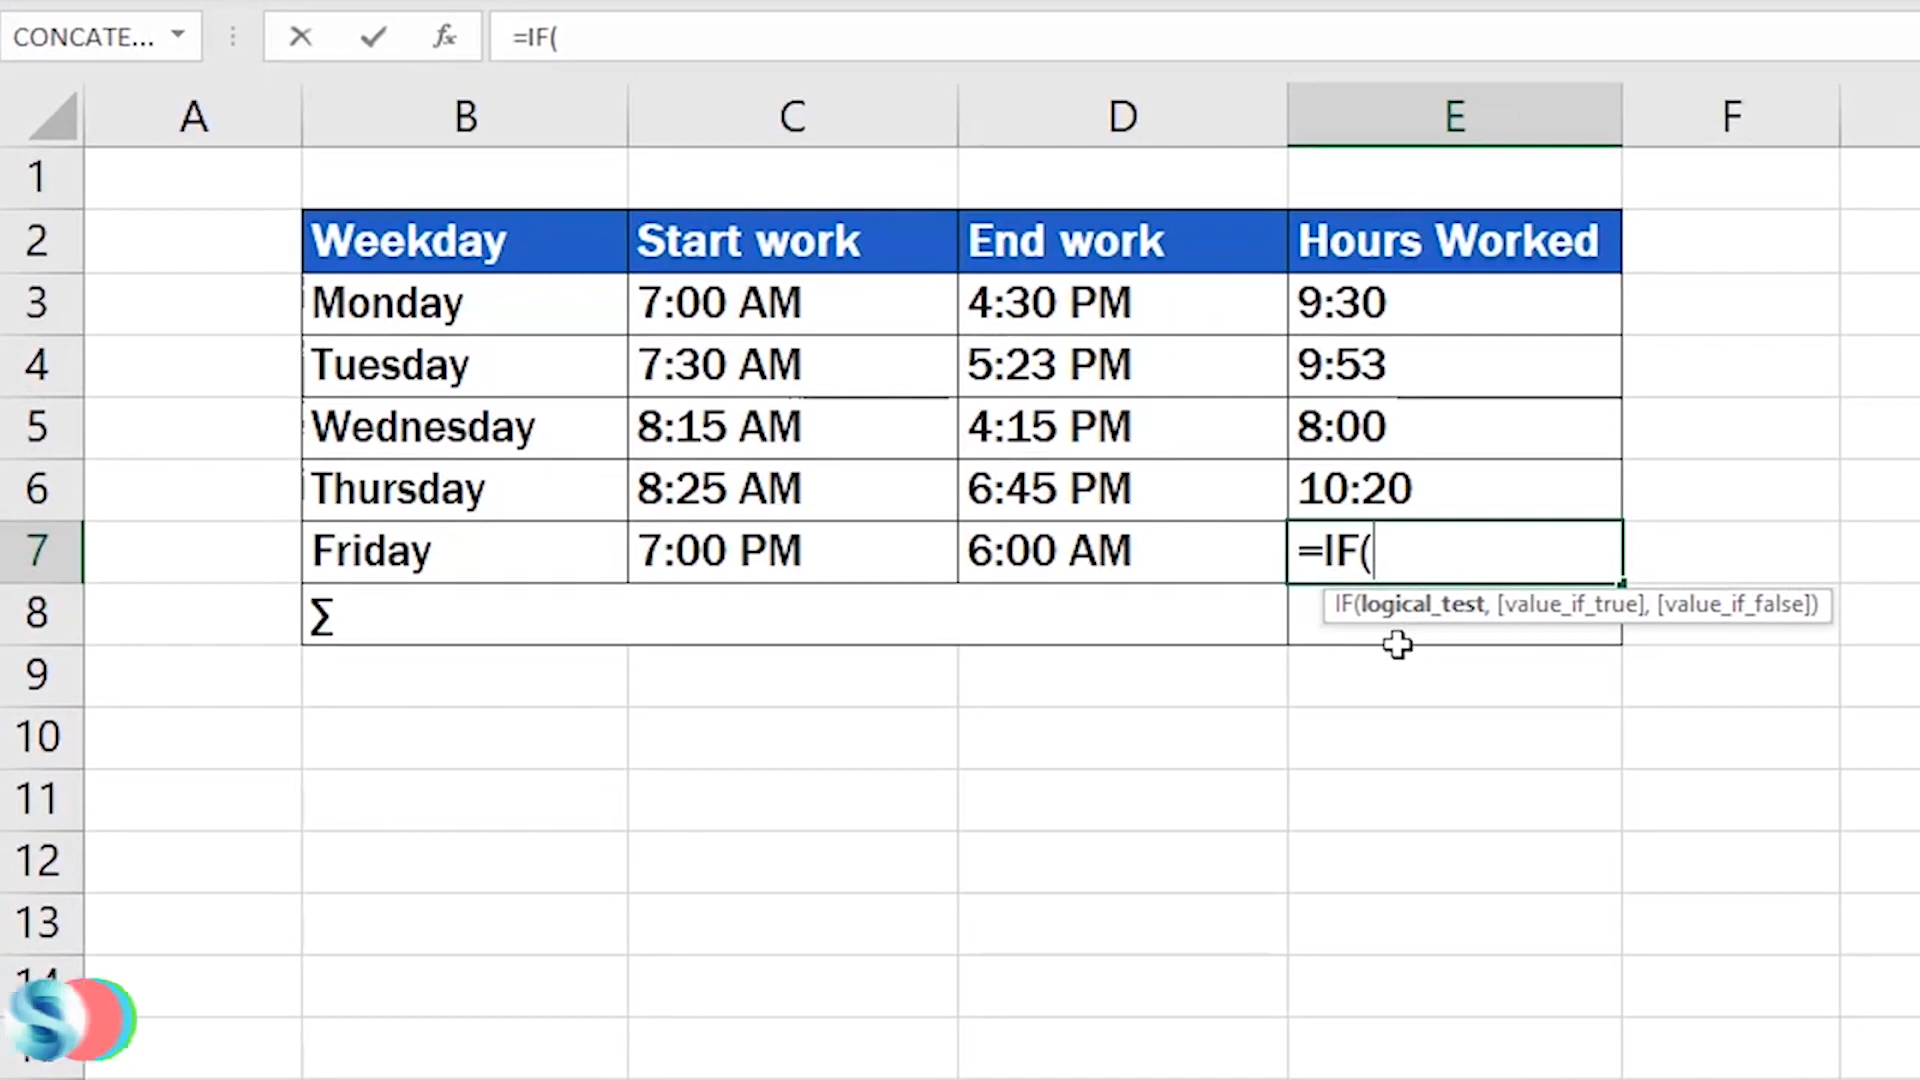 CONCATE... fx =IF(
A B C D E F
1
2 Weekday Start work End work Hours Worked
3 Monday 7:00 AM 4:30 PM 9:30
4 Tuesday 7:30 AM 5:23 PM 9:53
5 Wednesday 8:15 AM 4:15 PM 8:00
6 Thursday 8:25 AM 6:45 PM 10:20
7 Friday 7:00 PM 6:00 AM =IF(
IF(logical_test, [value_if_true], [value_if_false])
8 Σ
9
10
11
12
13
14
S